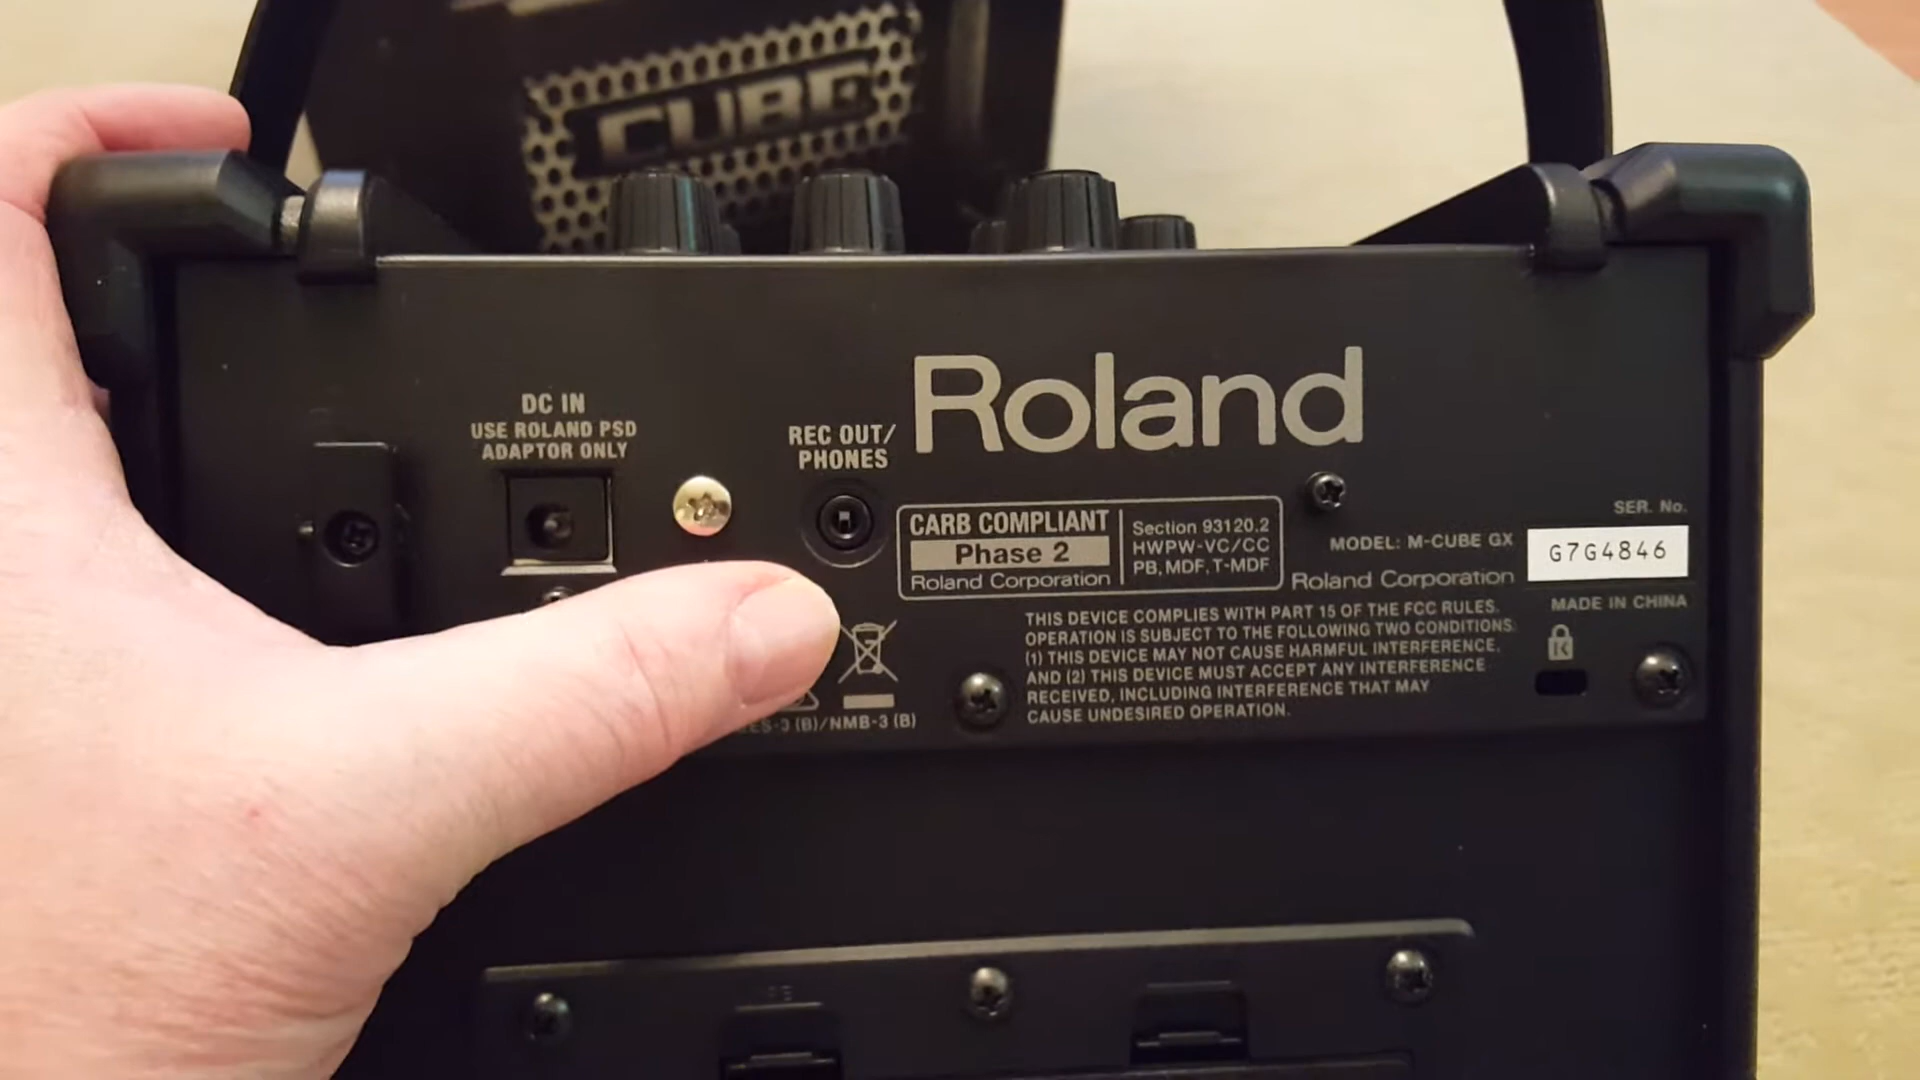 CUBE
Roland
DC IN
USE ROLAND PSD
ADAPTOR ONLY
REC OUT/
PHONES
CARB COMPLIANT
Phase 2
Roland Corporation
Section 93120.2
HWPW-VC/CC
PB, MDF, T-MDF
MODEL: M-CUBE GX
Roland Corporation
SER. No.
G7G4846
MADE IN CHINA
THIS DEVICE COMPLIES WITH PART 15 OF THE FCC RULES.
OPERATION IS SUBJECT TO THE FOLLOWING TWO CONDITIONS:
(1) THIS DEVICE MAY NOT CAUSE HARMFUL INTERFERENCE,
AND (2) THIS DEVICE MUST ACCEPT ANY INTERFERENCE
RECEIVED, INCLUDING INTERFERENCE THAT MAY
CAUSE UNDESIRED OPERATION.
K
(B)/NMB-3 (B)